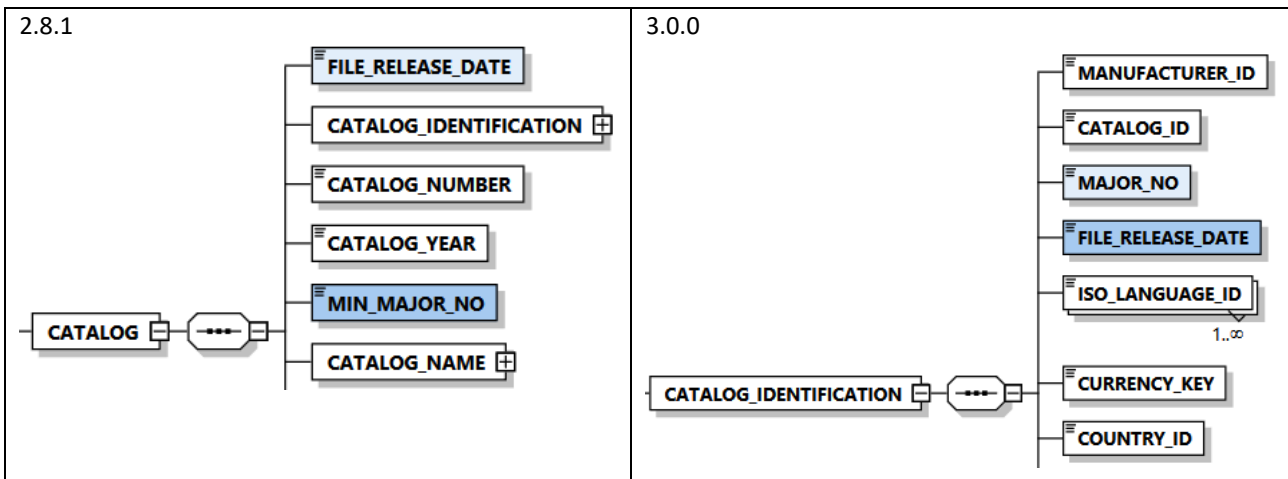 2.8.1
FILE_RELEASE_DATE
CATALOG_IDENTIFICATION
CATALOG_NUMBER
CATALOG_YEAR
MIN_MAJOR_NO
CATALOG
CATALOG_NAME
3.0.0
MANUFACTURER_ID
CATALOG_ID
MAJOR_NO
FILE_RELEASE_DATE
ISO_LANGUAGE_ID
1..∞
CATALOG_IDENTIFICATION
CURRENCY_KEY
COUNTRY_ID